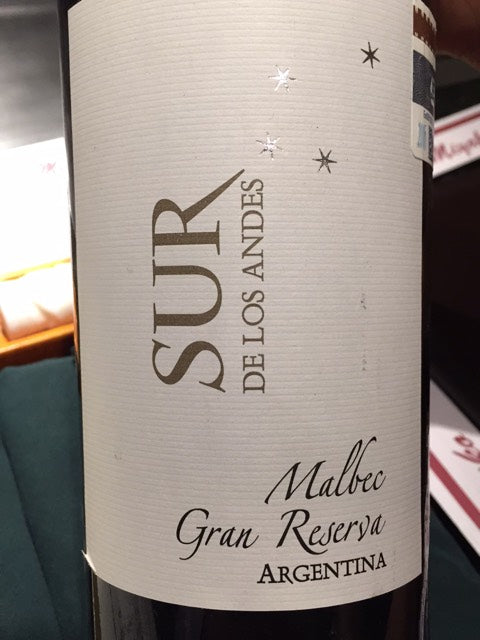 SUR
DE LOS ANDES
Malbec
Gran Reserva
ARGENTINA